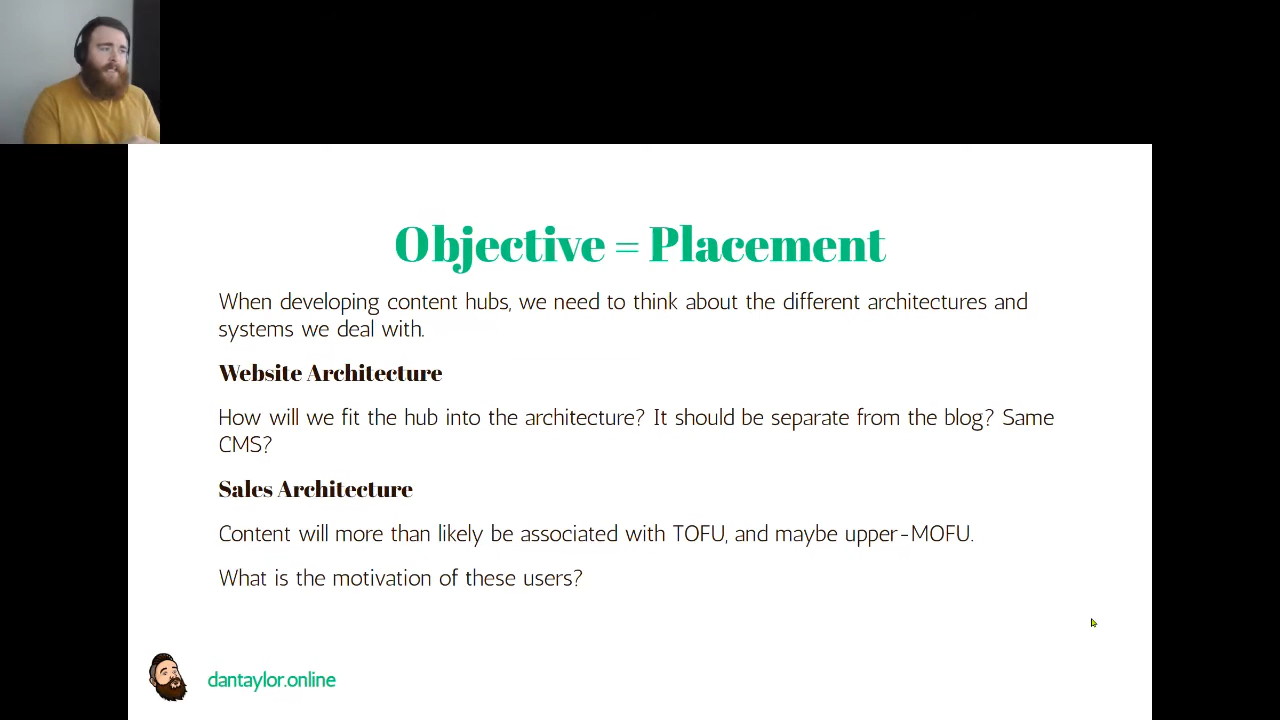 Objective = Placement
When developing content hubs, we need to think about the different architectures and
systems we deal with.
Website Architecture
How will we fit the hub into the architecture? It should be separate from the blog? Same
CMS?
Sales Architecture
Content will more than likely be associated with TOFU, and maybe upper-MOFU.
What is the motivation of these users?
dantaylor.online